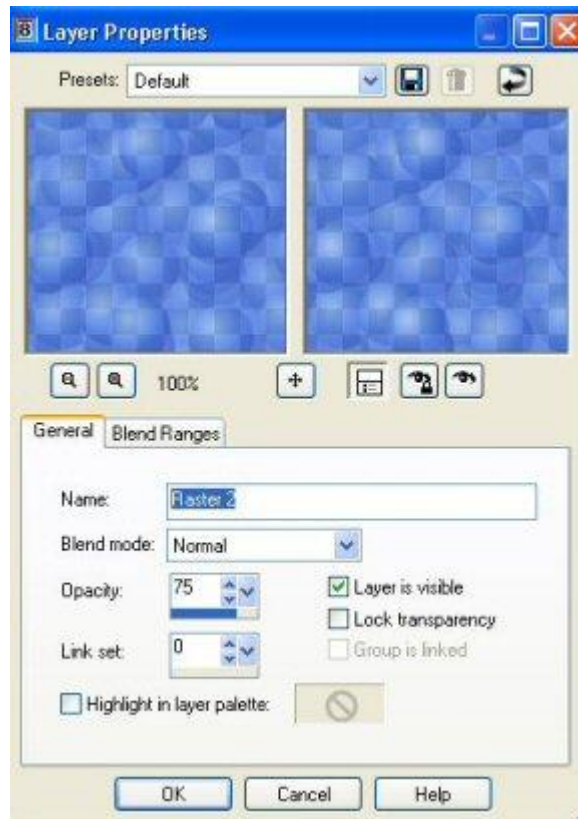 8 Layer Properties
Presets: Default
100%
General Blend Ranges
Name: Raster 2
Blend mode: Normal
Opacity: 75 Layer is visible
Lock transparency
Link set: 0 Group is linked
Highlight in layer palette:
OK Cancel Help